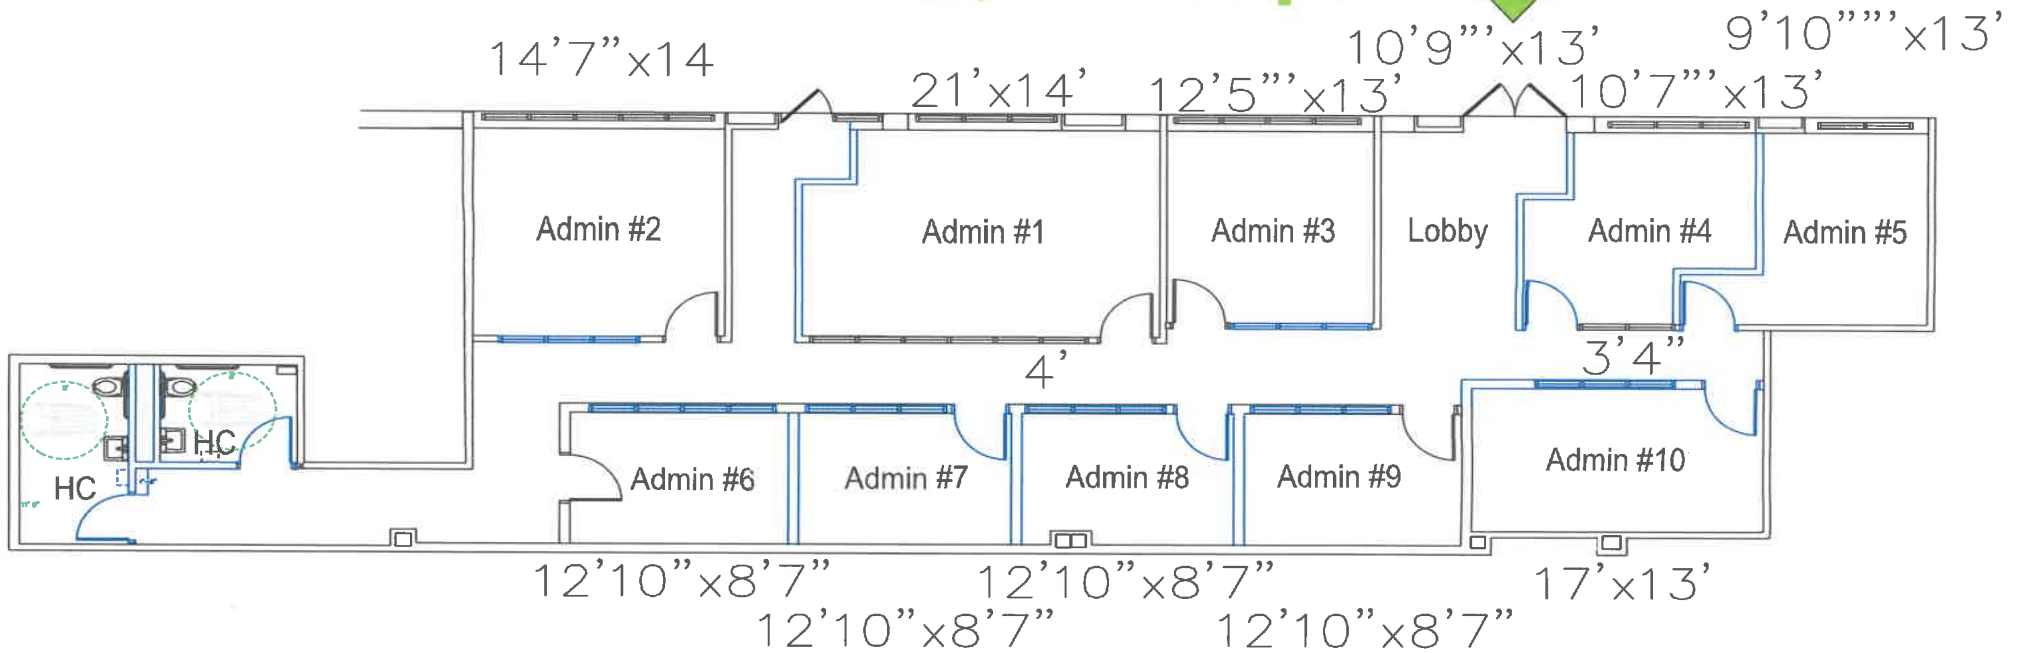 14'7"x14
21'x14'
12'5"'x13'
10'9"'x13'
10'7"'x13'
9'10""'x13'
Admin #2
Admin #1
Admin #3
Lobby
Admin #4
Admin #5
4'
3'4"
HC
HC
Admin #6
Admin #7
Admin #8
Admin #9
Admin #10
12'10"x8'7"
12'10"x8'7"
12'10"x8'7"
12'10"x8'7"
17'x13'